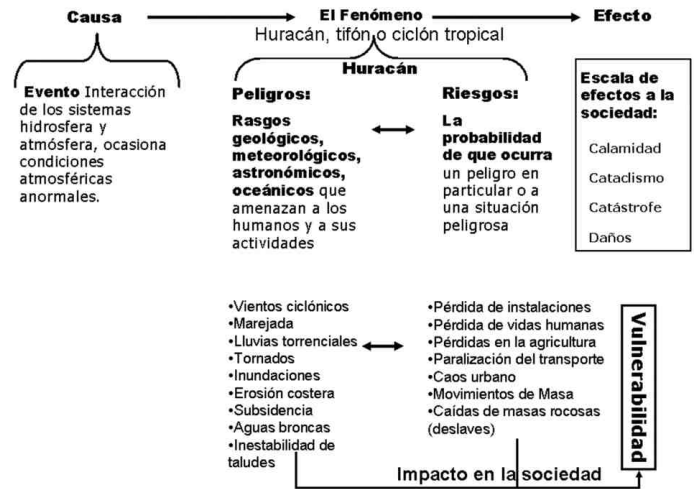 Causa
El Fenómeno
Efecto
Huracán, tifón o ciclón tropical
Huracán
Evento Interacción
de los sistemas
hidrosfera y
atmósfera, ocasiona
condiciones
atmosféricas
anormales.
Peligros:
Rasgos
geológicos,
meteorológicos,
astronómicos,
oceánicos que
amenazan a los
humanos y a sus
actividades
Riesgos:
La
probabilidad
de que ocurra
un peligro en
particular o a
una situación
peligrosa
Escala de
efectos a la
sociedad:
Calamidad
Cataclismo
Catástrofe
Daños
•Vientos ciclónicos
•Marejada
•Lluvias torrenciales
•Tornados
•Inundaciones
•Erosión costera
•Subsidencia
•Aguas broncas
•Inestabilidad de
taludes
•Pérdida de instalaciones
•Pérdida de vidas humanas
•Pérdidas en la agricultura
•Paralización del transporte
•Caos urbano
•Movimientos de Masa
•Caídas de masas rocosas
(deslaves)
Vulnerabilidad
Impacto en la sociedad